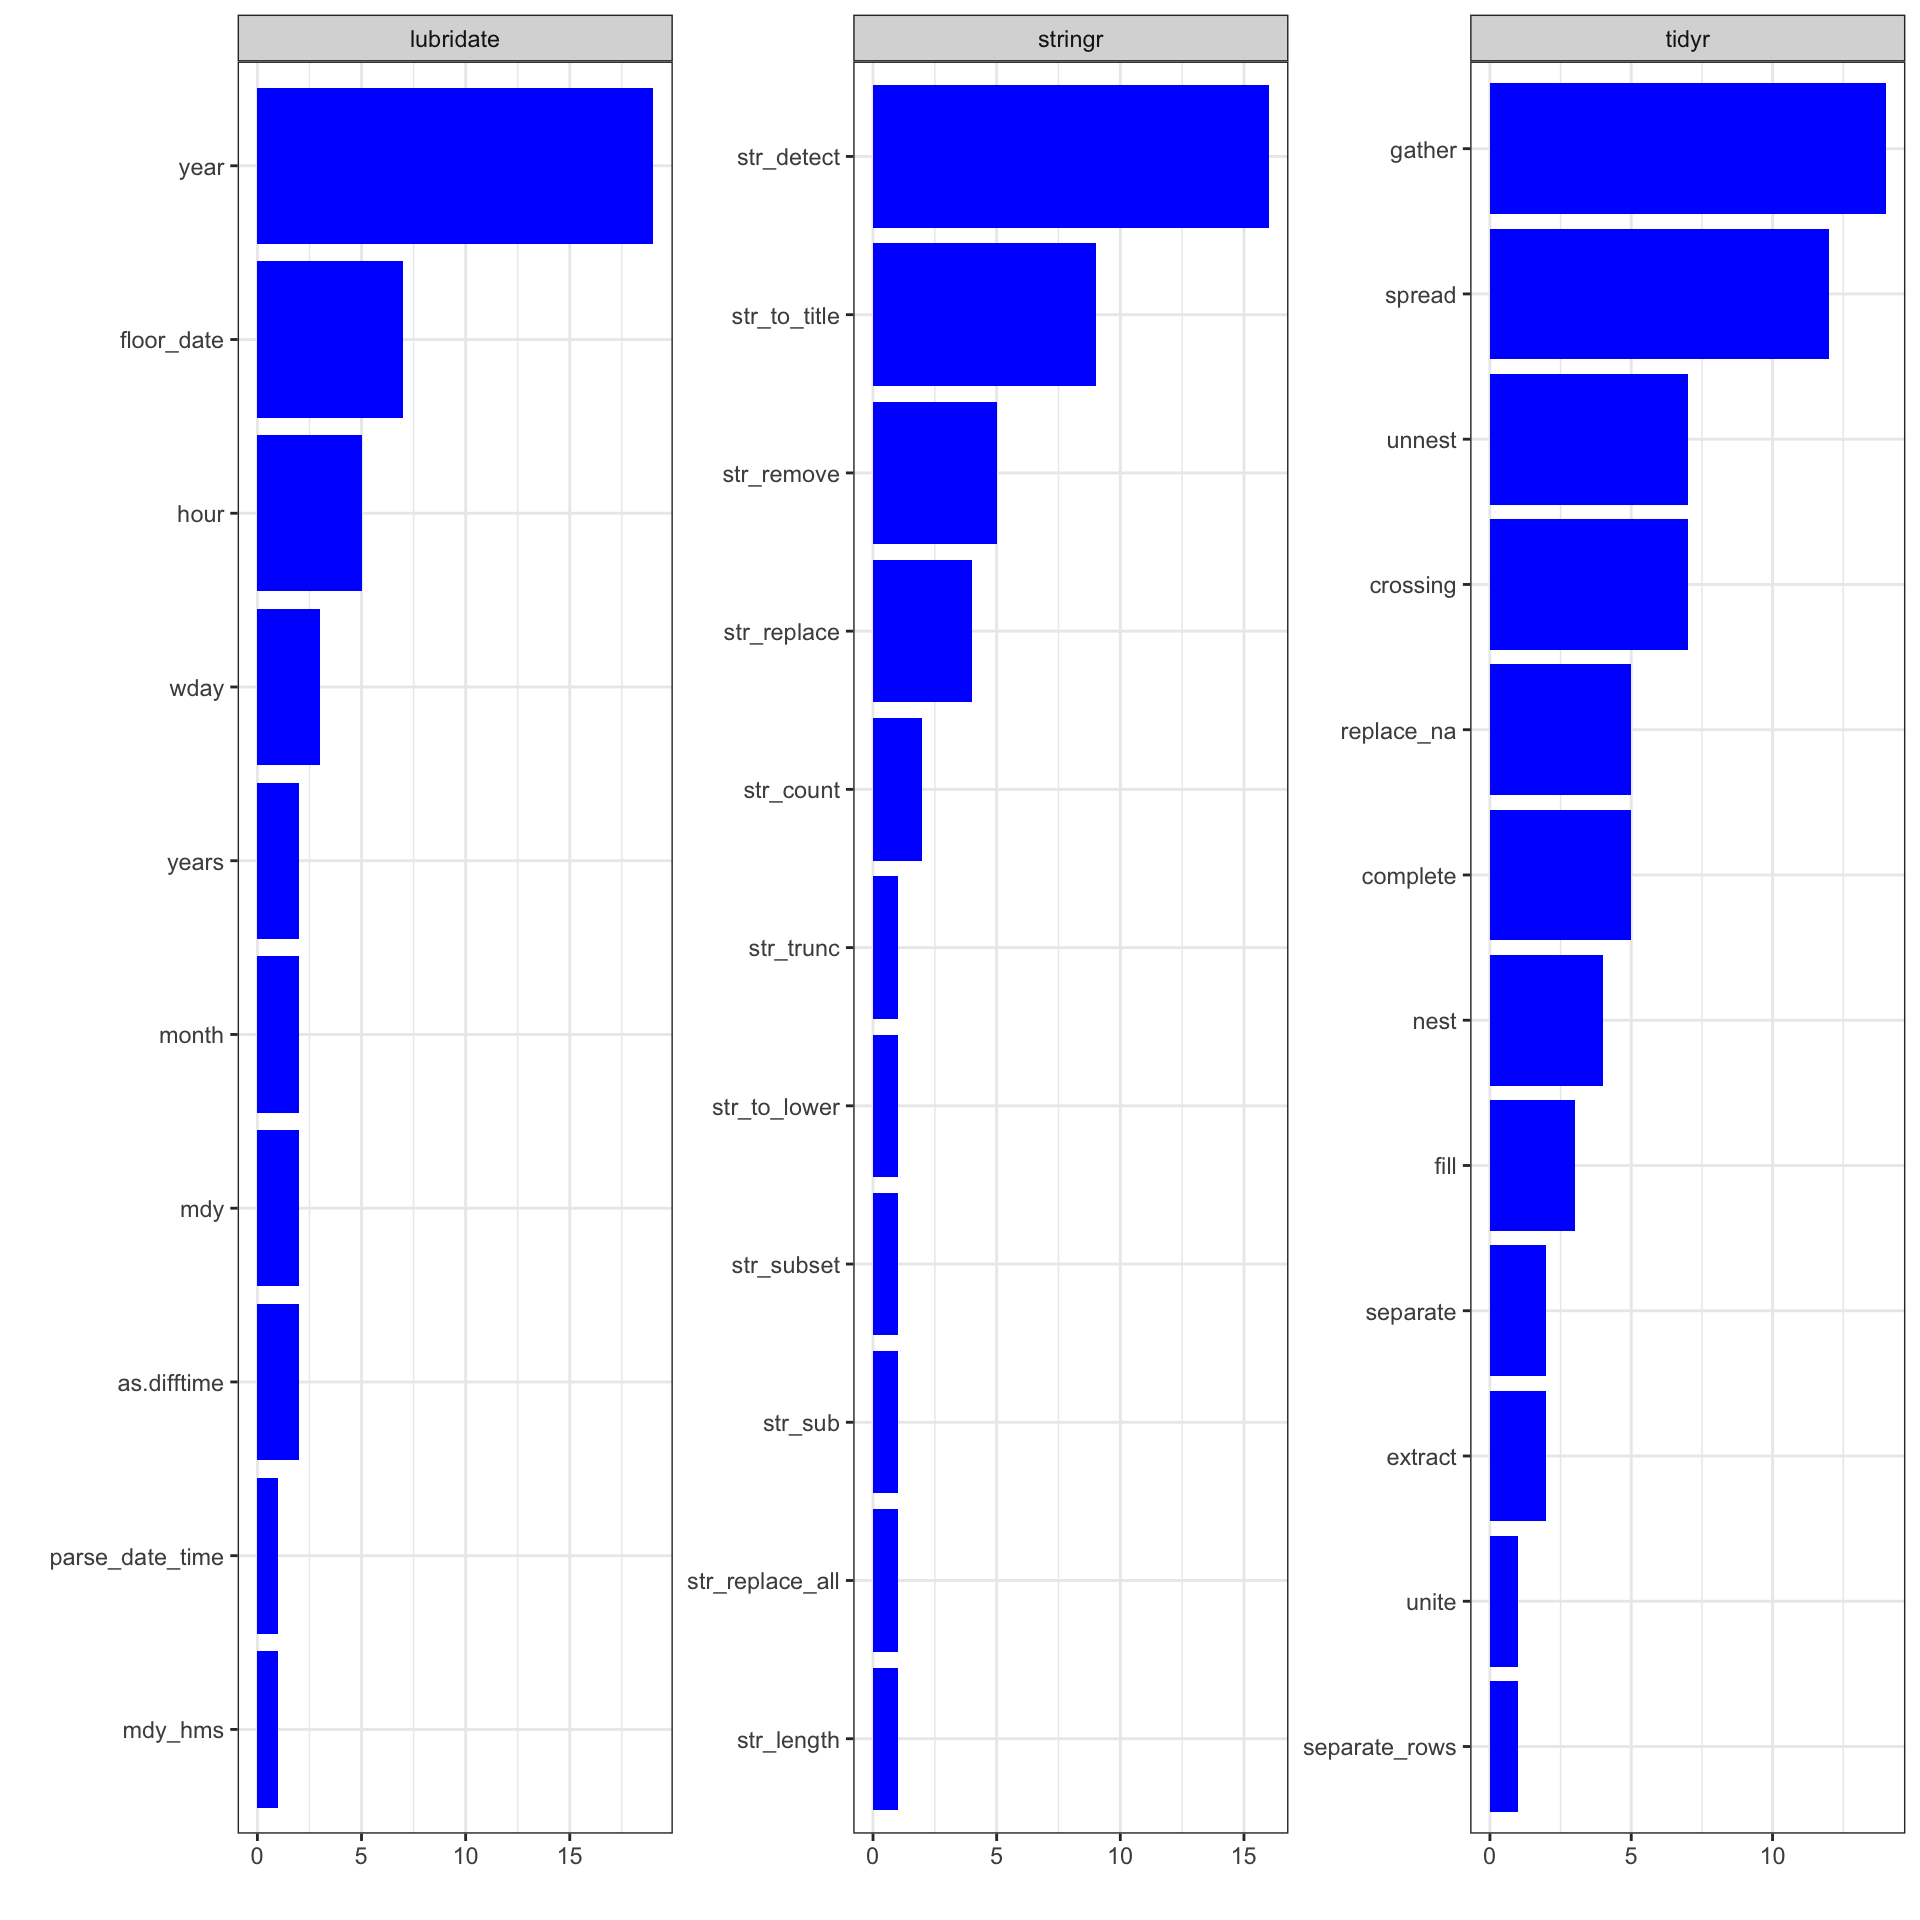 lubridate
year
floor_date
hour
wday
years
month
mdy
as.difftime
parse_date_time
mdy_hms
0 5 10 15
stringr
str_detect
str_to_title
str_remove
str_replace
str_count
str_trunc
str_to_lower
str_subset
str_sub
str_replace_all
str_length
0 5 10 15
tidyr
gather
spread
unnest
crossing
replace_na
complete
nest
fill
separate
extract
unite
separate_rows
0 5 10